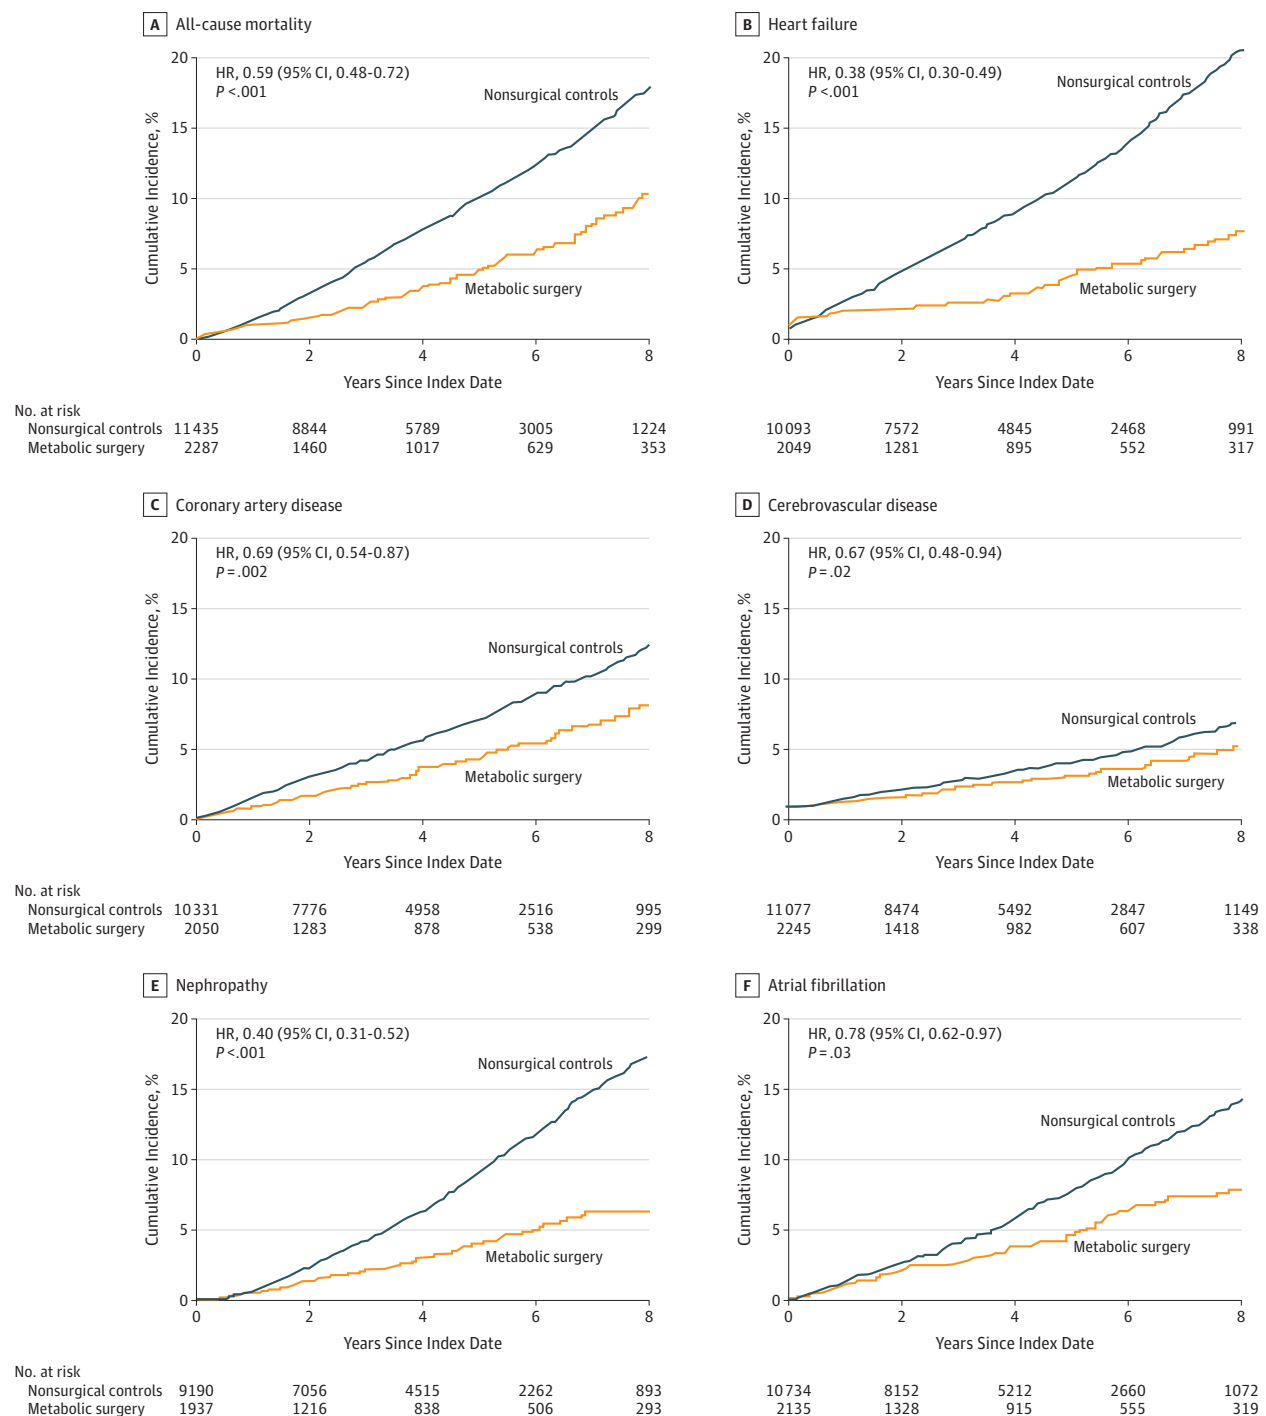 A All-cause mortality
20
15
10
5
0
Cumulative Incidence, %
HR, 0.59 (95% CI, 0.48-0.72)
P <.001
Nonsurgical controls
Metabolic surgery
0 2 4 6 8
Years Since Index Date
No. at risk
Nonsurgical controls 11435 8844 5789 3005 1224
Metabolic surgery 2287 1460 1017 629 353
B Heart failure
20
15
10
5
0
Cumulative Incidence, %
HR, 0.38 (95% CI, 0.30-0.49)
P <.001
Nonsurgical controls
Metabolic surgery
0 2 4 6 8
Years Since Index Date
10093 7572 4845 2468 991
2049 1281 895 552 317
C Coronary artery disease
20
15
10
5
0
Cumulative Incidence, %
HR, 0.69 (95% CI, 0.54-0.87)
P = .002
Nonsurgical controls
Metabolic surgery
0 2 4 6 8
Years Since Index Date
No. at risk
Nonsurgical controls 10331 7776 4958 2516 995
Metabolic surgery 2050 1283 878 538 299
D Cerebrovascular disease
20
15
10
5
0
Cumulative Incidence, %
HR, 0.67 (95% CI, 0.48-0.94)
P = .02
Nonsurgical controls
Metabolic surgery
0 2 4 6 8
Years Since Index Date
11077 8474 5492 2847 1149
2245 1418 982 607 338
E Nephropathy
20
15
10
5
0
Cumulative Incidence, %
HR, 0.40 (95% CI, 0.31-0.52)
P <.001
Nonsurgical controls
Metabolic surgery
0 2 4 6 8
Years Since Index Date
No. at risk
Nonsurgical controls 9190 7056 4515 2262 893
Metabolic surgery 1937 1216 838 506 293
F Atrial fibrillation
20
15
10
5
0
Cumulative Incidence, %
HR, 0.78 (95% CI, 0.62-0.97)
P = .03
Nonsurgical controls
Metabolic surgery
0 2 4 6 8
Years Since Index Date
10734 8152 5212 2660 1072
2135 1328 915 555 319